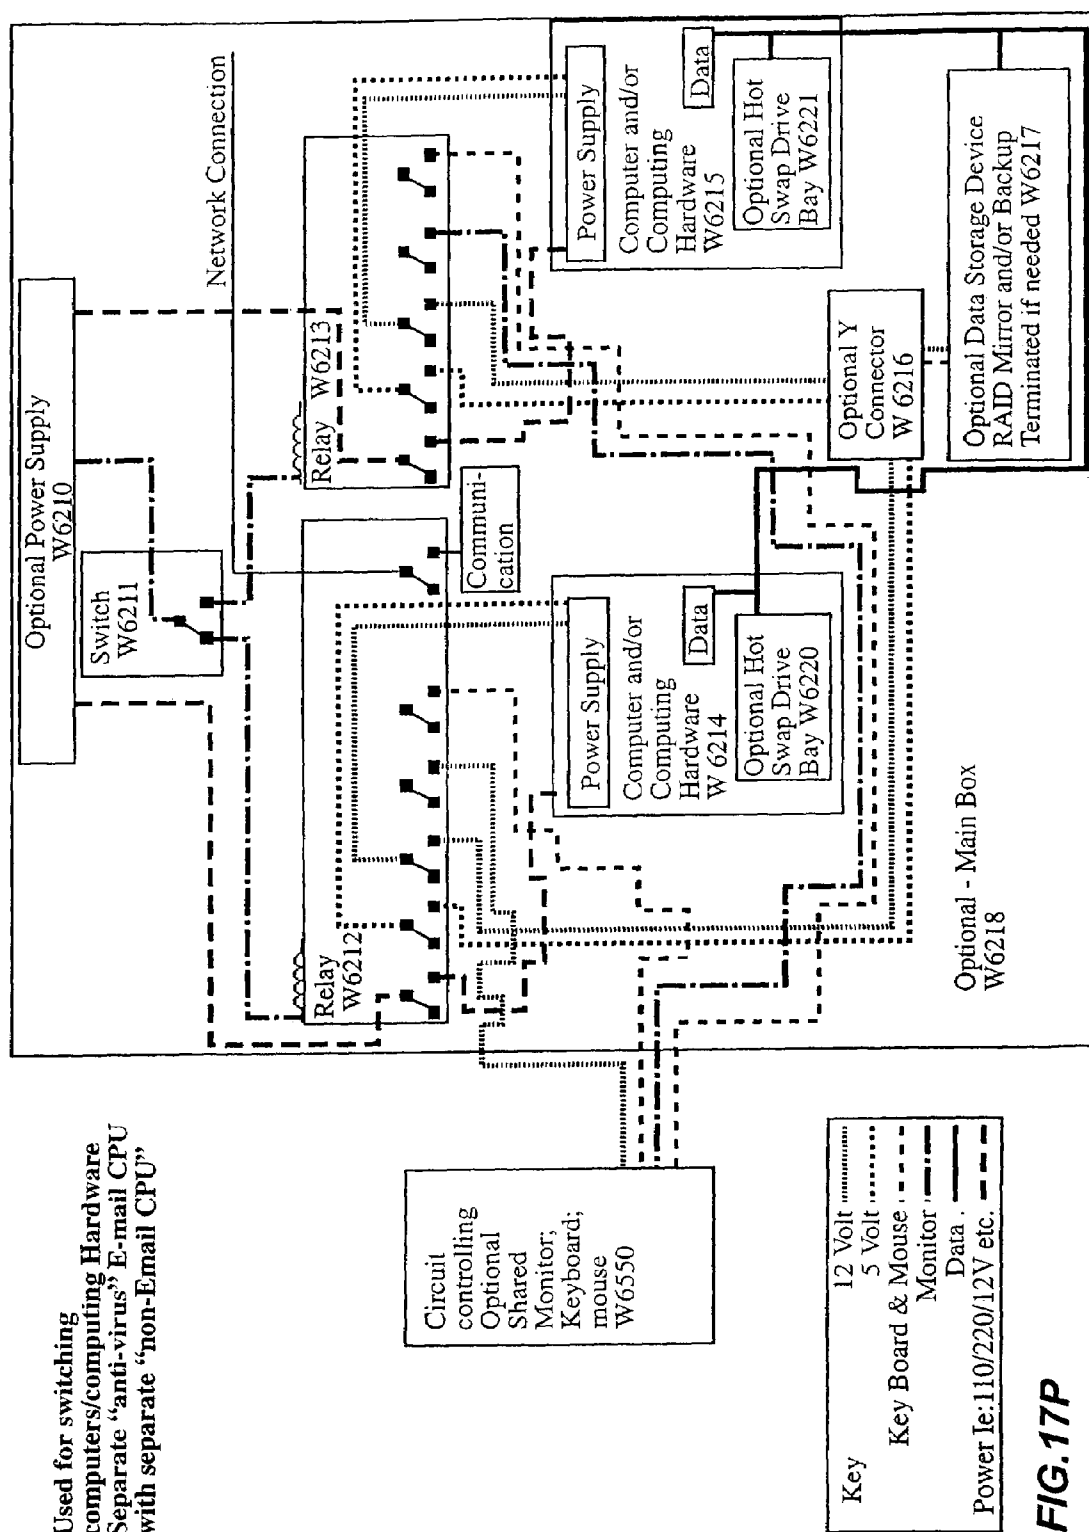 Used for switching
computers/computing Hardware
Separate “anti-virus” E-mail CPU
with separate “non-Email CPU”
Optional Power Supply
W6210
Switch
W6211
Network Connection
Relay
W6212
Relay W6213
Communi-
cation
Power Supply
Computer and/or
Computing
Hardware
W 6214
Data
Optional Hot
Swap Drive
Bay W6220
Power Supply
Computer and/or
Computing
Hardware
W6215
Data
Optional Hot
Swap Drive
Bay W6221
Optional Y
Connector
W 6216
Optional Data Storage Device
RAID Mirror and/or Backup
Terminated if needed W6217
Optional - Main Box
W6218
Circuit
controlling
Optional
Shared
Monitor;
Keyboard;
mouse
W6550
Key
12 Volt
5 Volt
Key Board & Mouse
Monitor
Data
Power Ie:110/220/12V etc.
FIG.17P